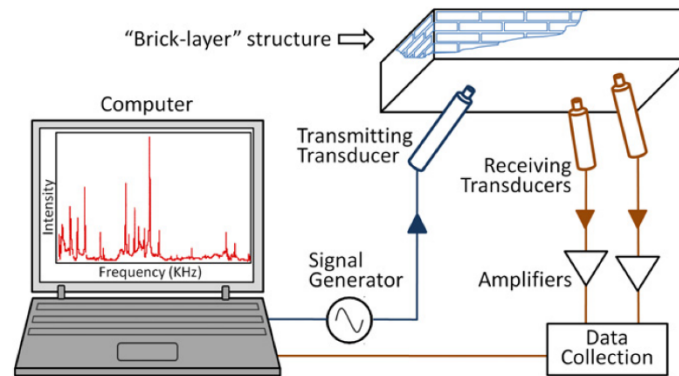 “Brick-layer” structure
Computer
Transmitting
Transducer
Receiving
Transducers
Intensity
Frequency (KHz)
Signal
Generator
Amplifiers
Data
Collection